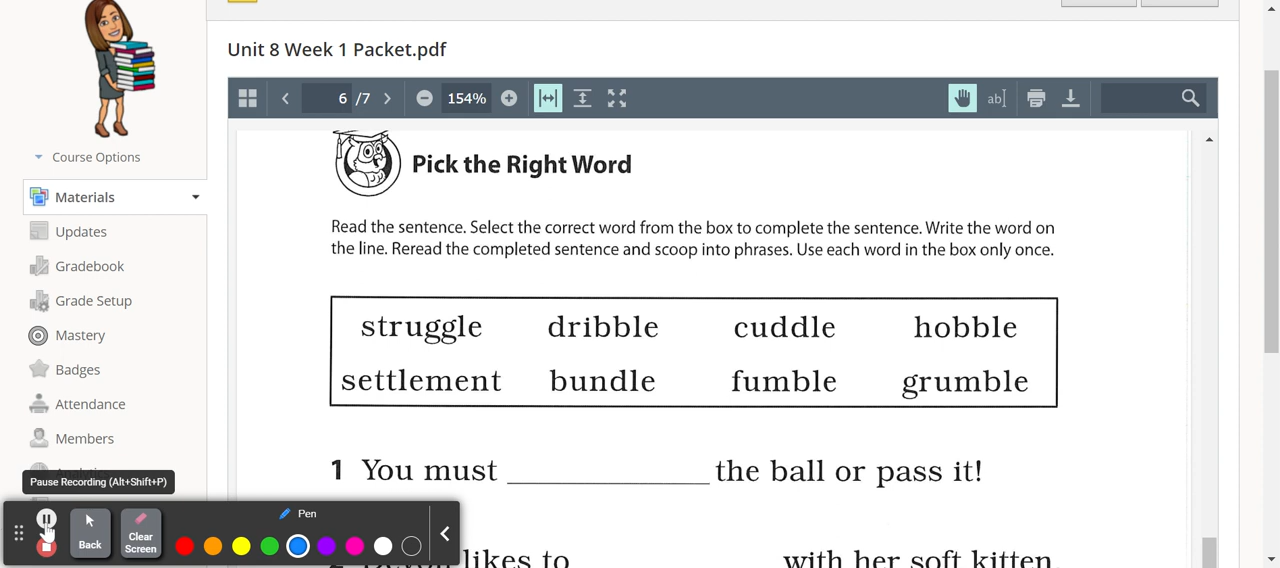 Unit 8 Week 1 Packet.pdf
6 /7
154%
ab
Course Options
Materials
Updates
Gradebook
Grade Setup
Mastery
Badges
Attendance
Members
Pick the Right Word
Read the sentence. Select the correct word from the box to complete the sentence. Write the word on
the line. Reread the completed sentence and scoop into phrases. Use each word in the box only once.
struggle dribble cuddle hobble
settlement bundle fumble grumble
1 You must ____________ the ball or pass it!
likes to with her soft kitten.
Pause Recording (Alt+Shift+P)
Back
Clear
Screen
Pen